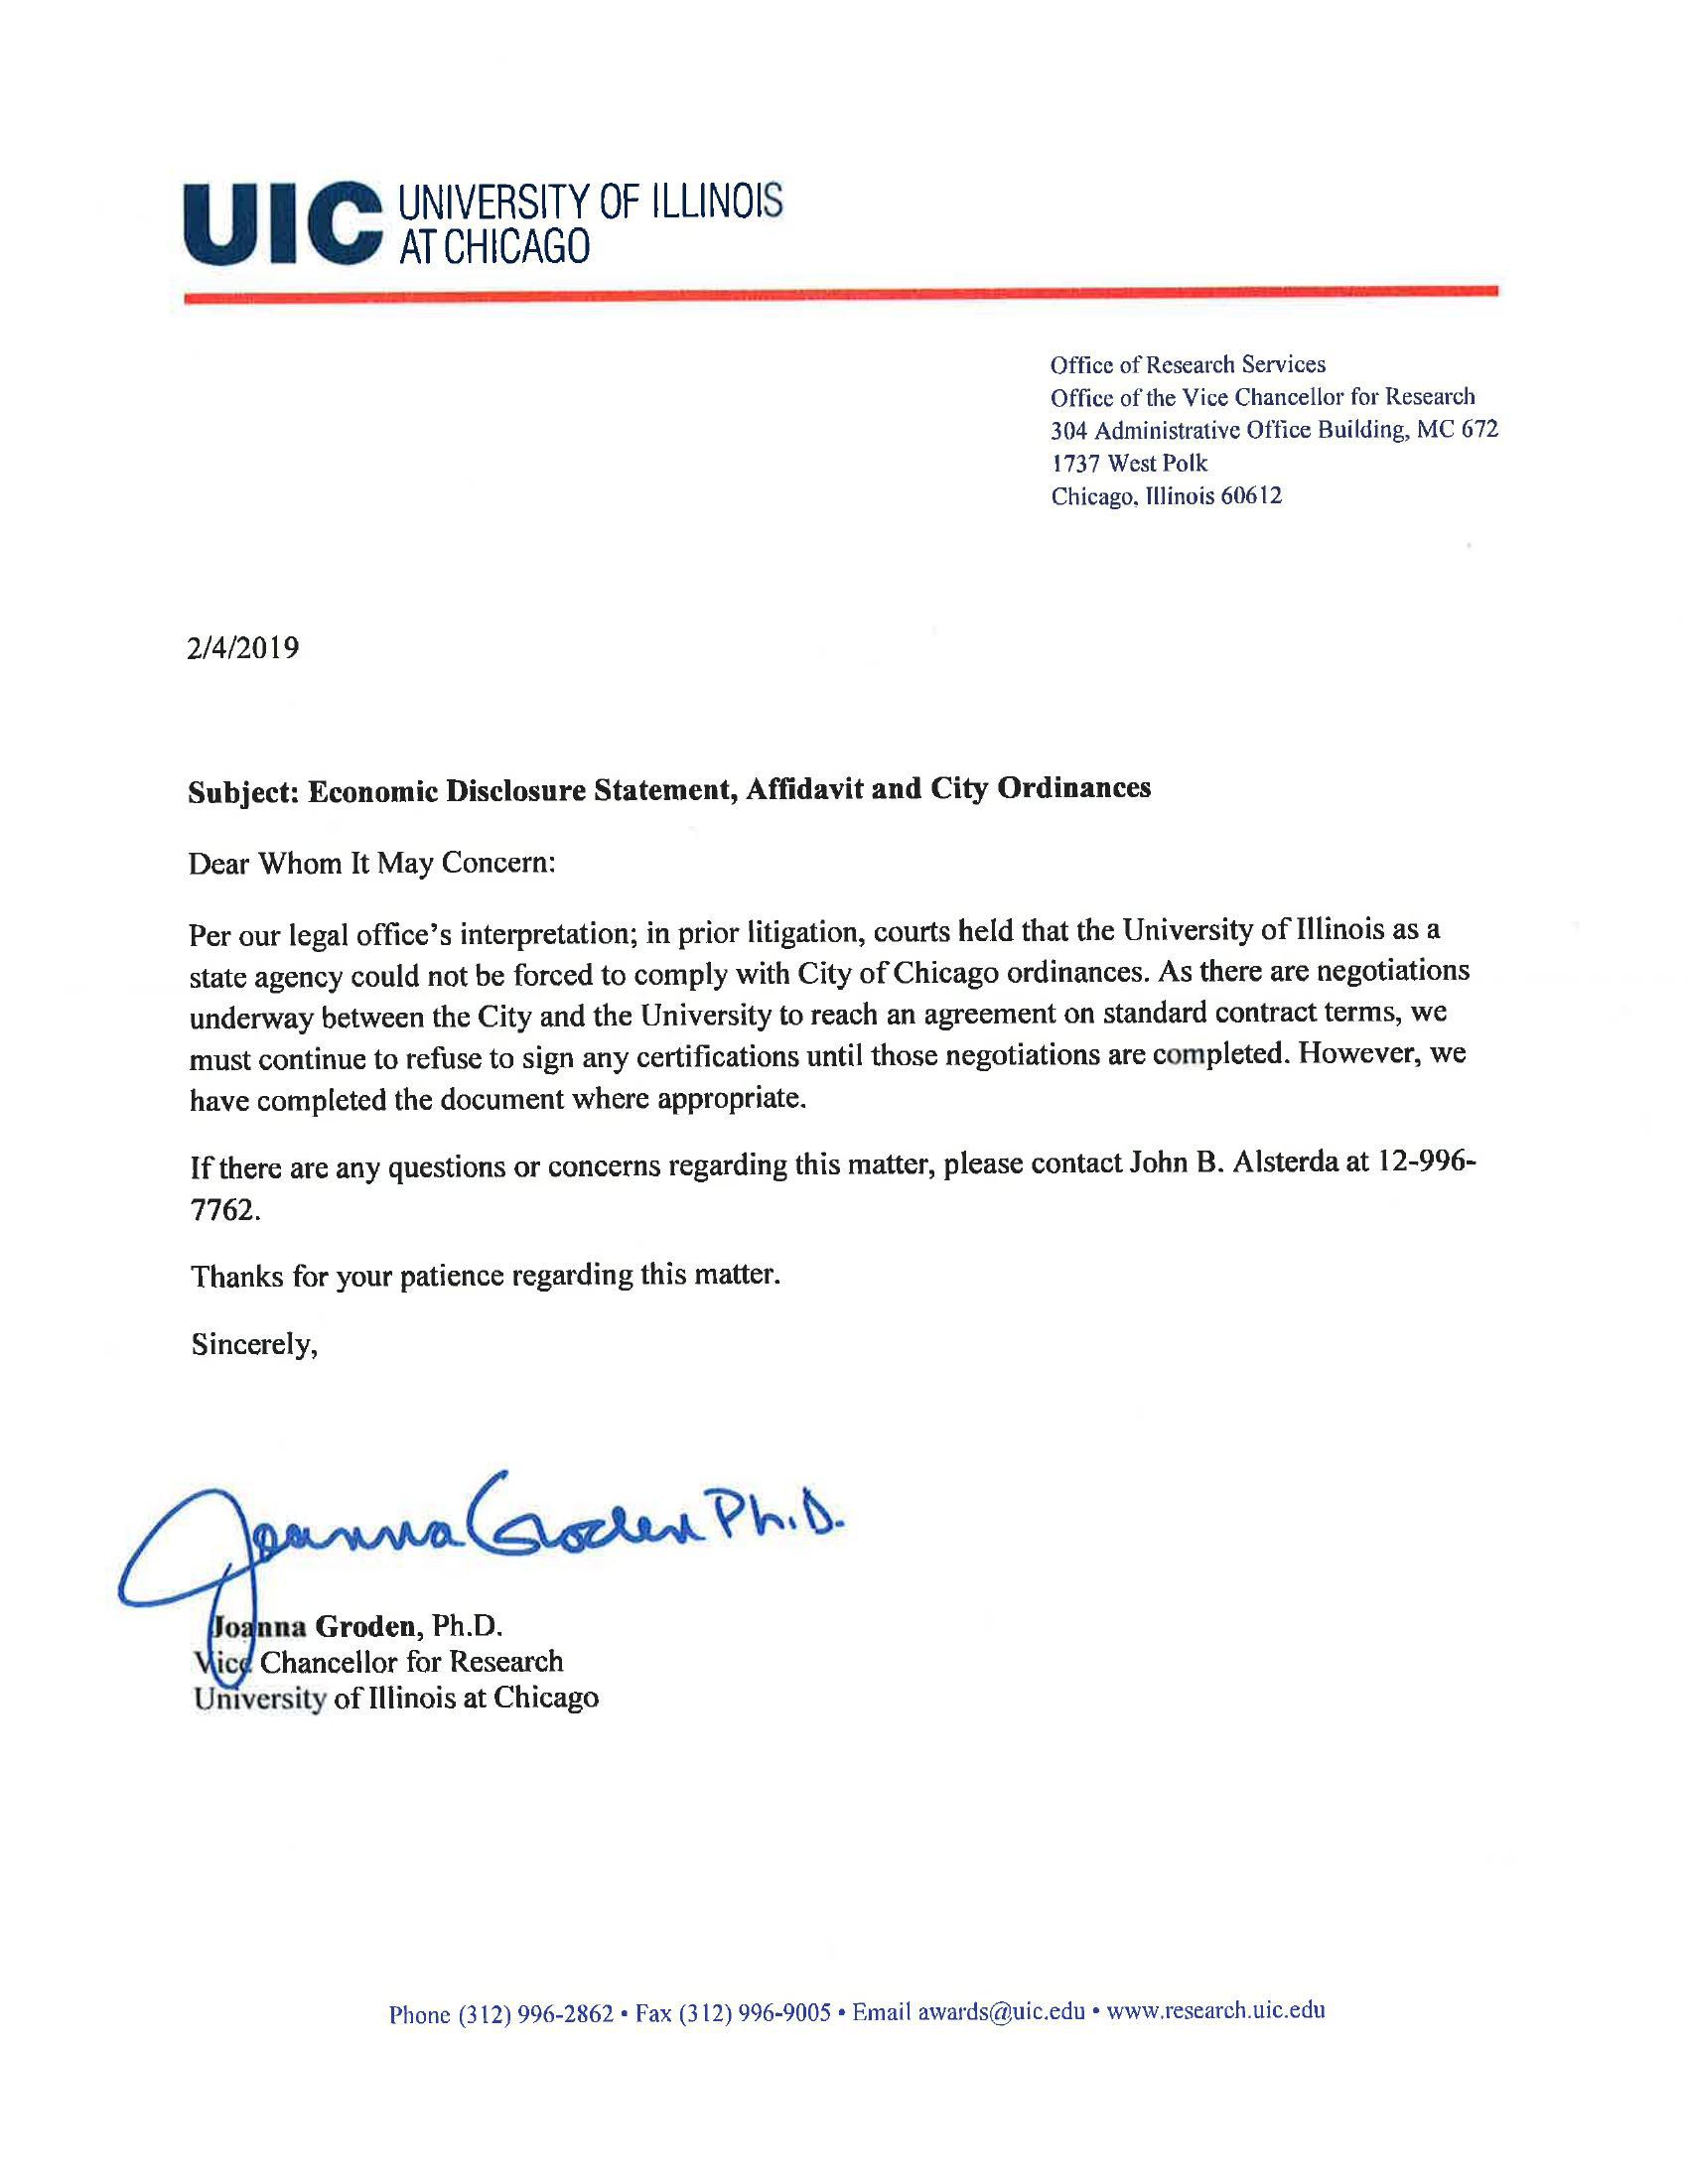 UIC UNIVERSITY OF ILLINOIS
AT CHICAGO
Office of Research Services
Office of the Vice Chancellor for Research
304 Administrative Office Building, MC 672
1737 West Polk
Chicago, Illinois 60612
2/4/2019
Subject: Economic Disclosure Statement, Affidavit and City Ordinances
Dear Whom It May Concern:
Per our legal office's interpretation; in prior litigation, courts held that the University of Illinois as a
state agency could not be forced to comply with City of Chicago ordinances. As there are negotiations
underway between the City and the University to reach an agreement on standard contract terms, we
must continue to refuse to sign any certifications until those negotiations are completed. However, we
have completed the document where appropriate.
If there are any questions or concerns regarding this matter, please contact John B. Alsterda at 12-996-
7762.
Thanks for your patience regarding this matter.
Sincerely,
Joanna Groden Ph.D.
Joanna Groden, Ph.D.
Vice Chancellor for Research
University of Illinois at Chicago
Phone (312) 996-2862 • Fax (312) 996-9005 • Email awards@uic.edu • www.research.uic.edu